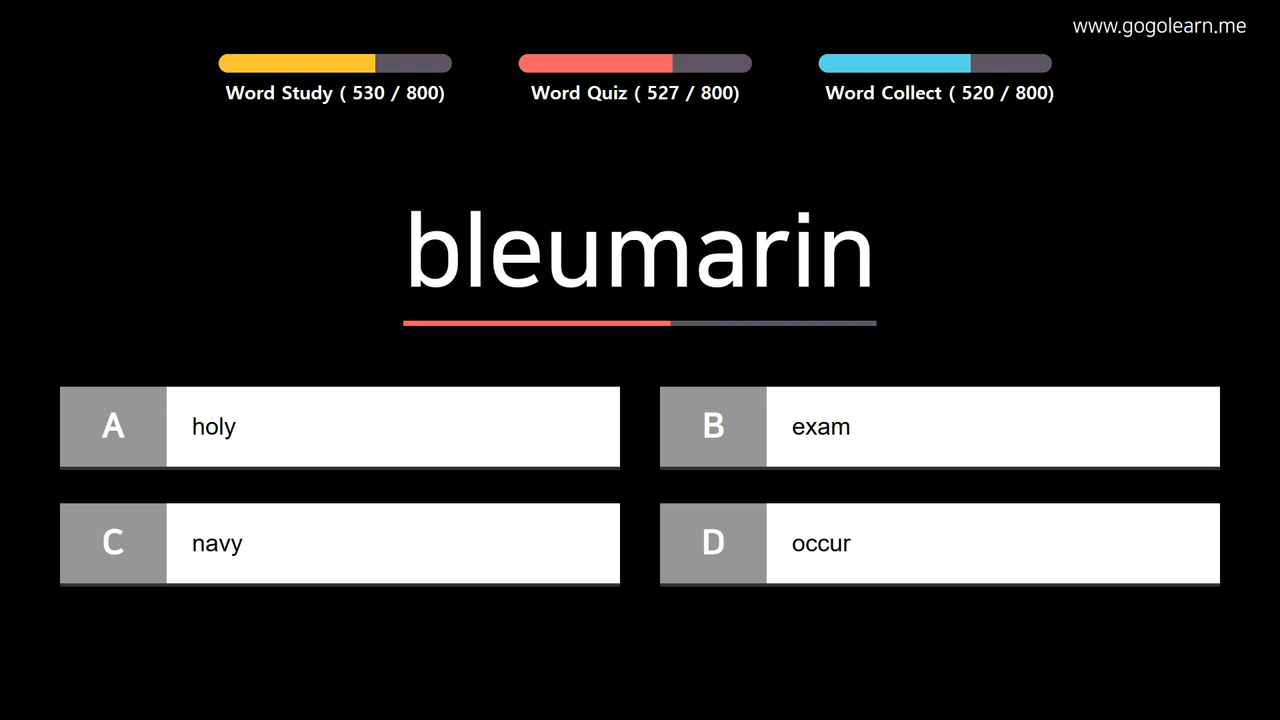 www.gogolearn.me
Word Study ( 530 / 800)
Word Quiz ( 527 / 800)
Word Collect ( 520 / 800)
bleumarin
A holy
B exam
C navy
D occur